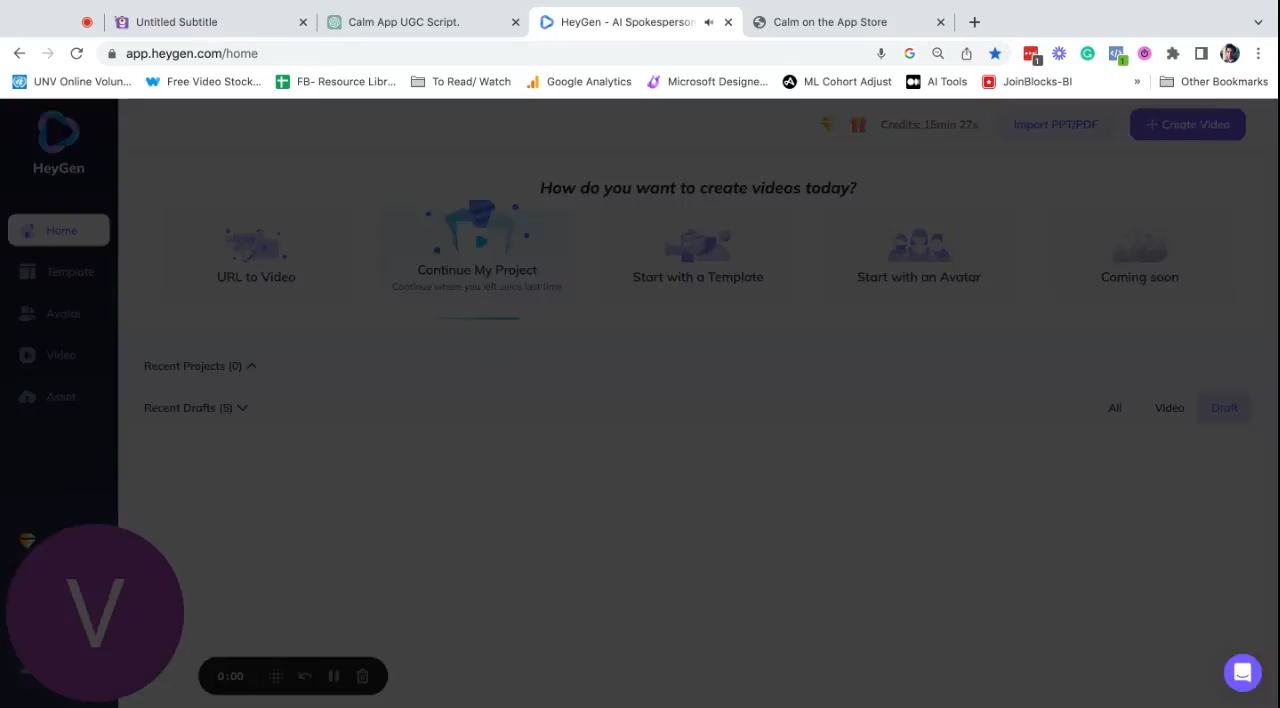 Untitled Subtitle
Calm App UGC Script.
HeyGen - AI Spokesperson
Calm on the App Store
app.heygen.com/home
1
1
UNV Online Volun...
Free Video Stock...
FB- Resource Libr...
To Read/ Watch
Google Analytics
Microsoft Designe...
ML Cohort Adjust
AI Tools
JoinBlocks-BI
»
Other Bookmarks
HeyGen
Credits: 15min 27s
Import PPT/PDF
+ Create Video
How do you want to create videos today?
Home
Template
Avatar
Video
Asset
URL to Video
Continue My Project
Continue where you left since last time
Start with a Template
Start with an Avatar
Coming soon
Recent Projects (0)
Recent Drafts (5)
All
Video
Draft
V
0:00